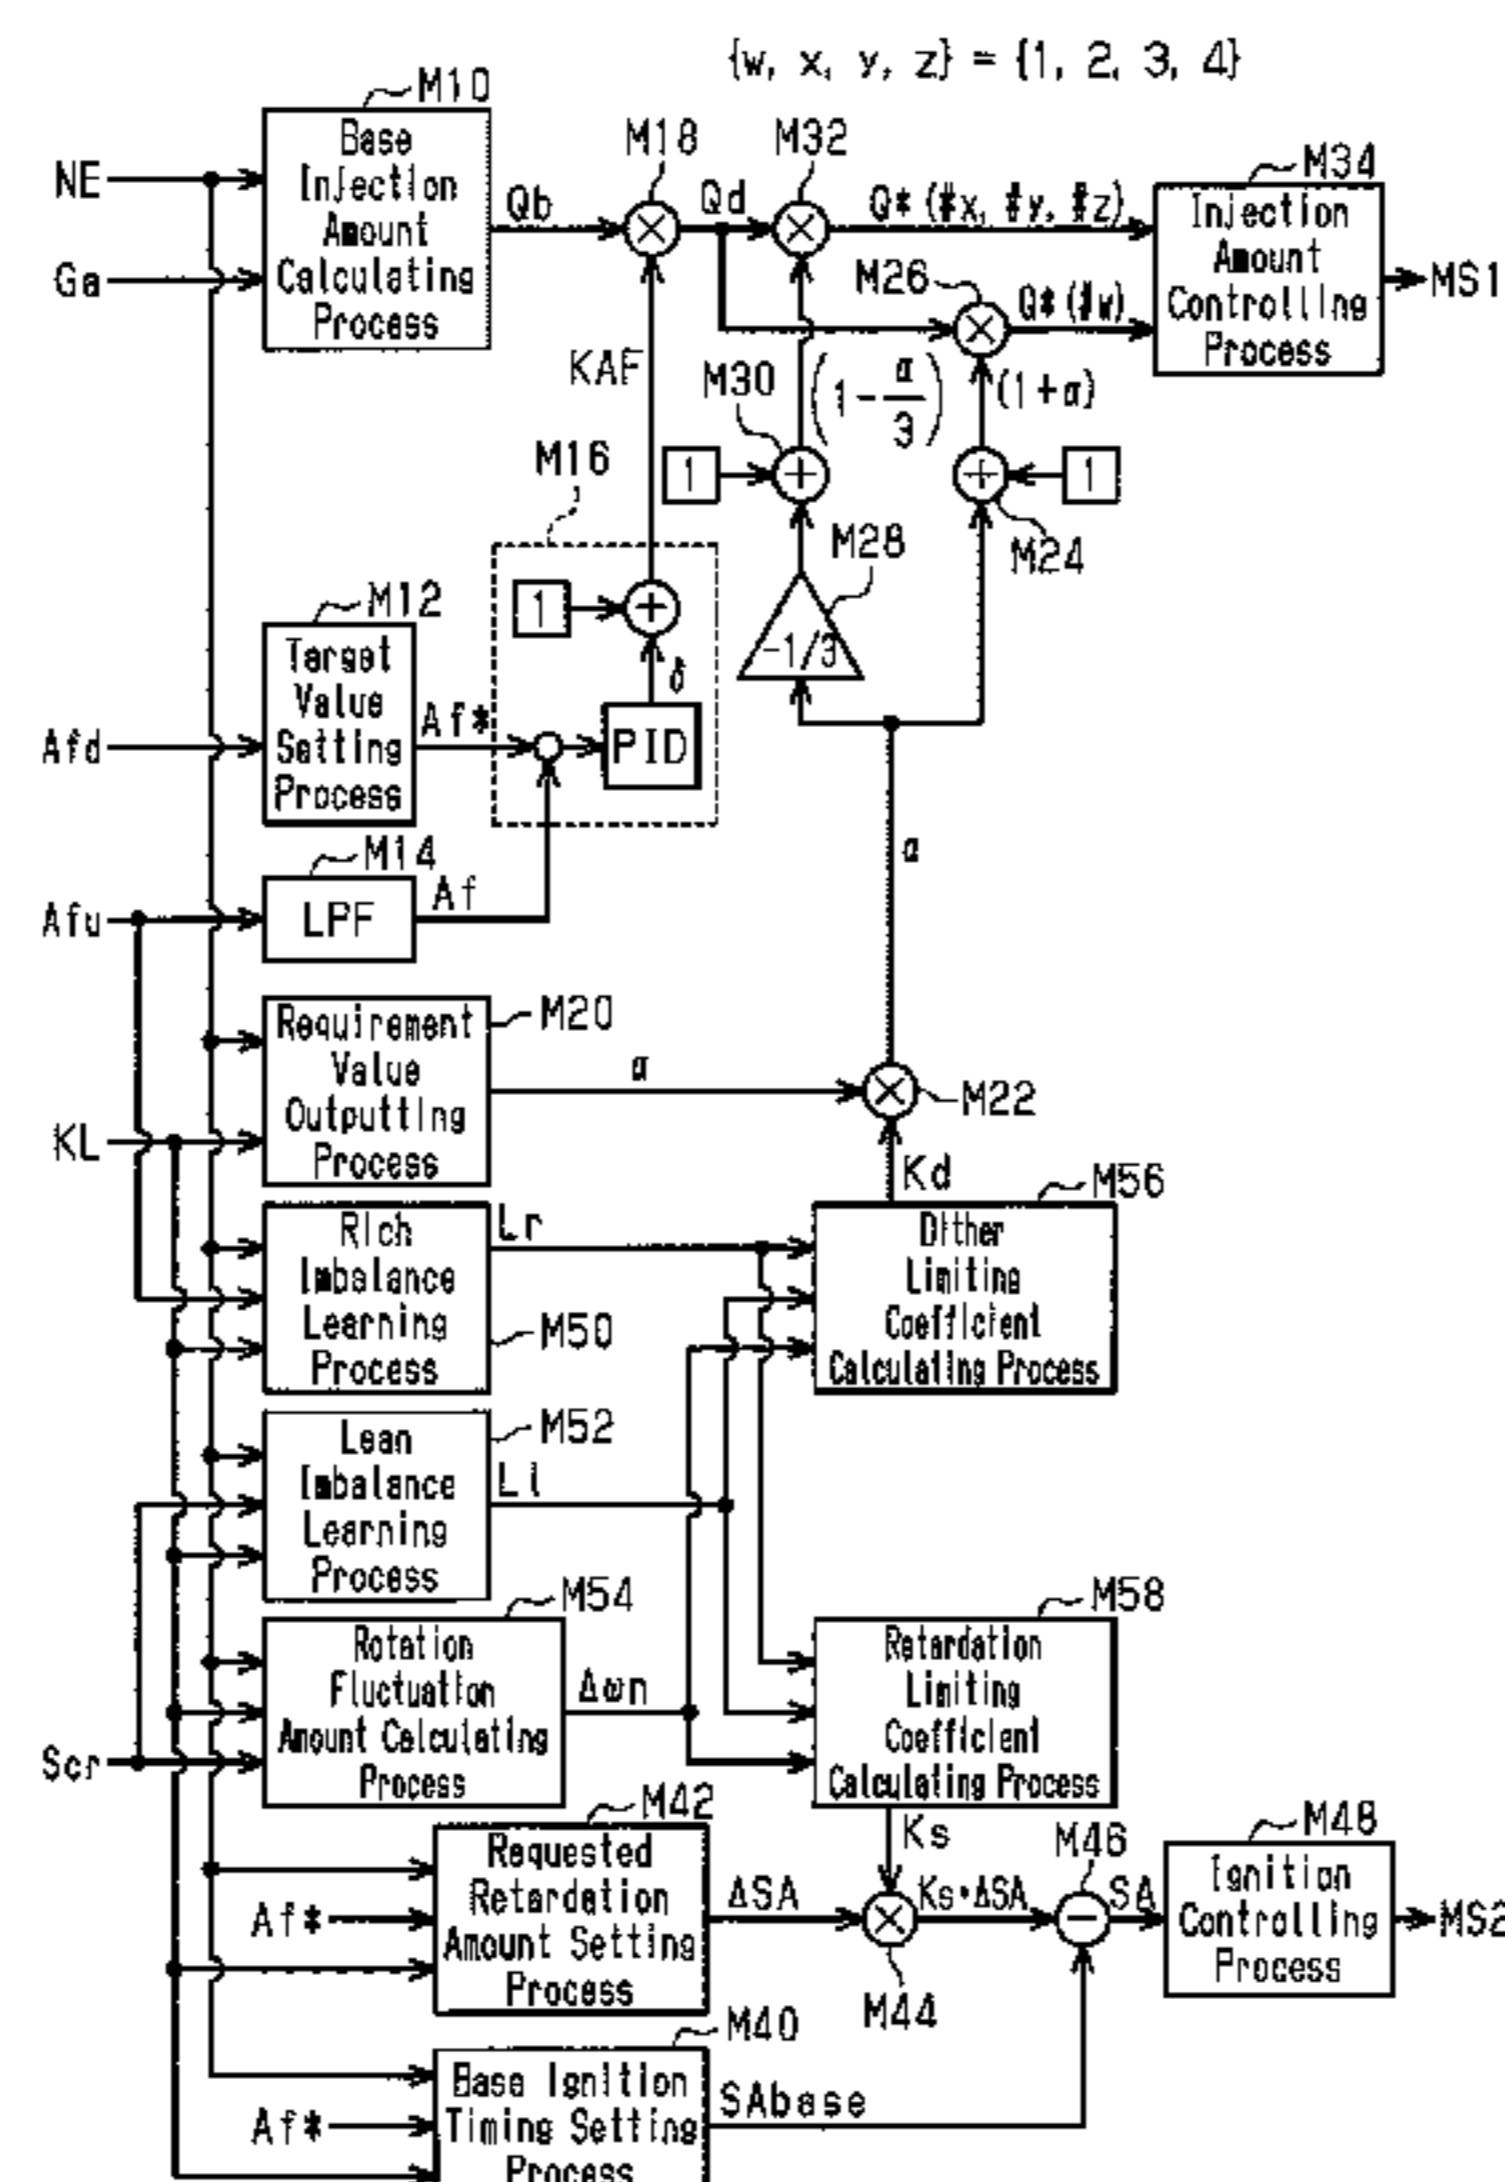 {w, x, y, z} = {1, 2, 3, 4}
M10
Base
Injection
Amount
Calculating
Process
NE
Ga
Qb
M18
Qd
M32
Q* (#x, #y, #z)
M34
Injection
Amount
Controlling
Process
MS1
M26
Q* (#w)
KAF
M30
(1-α/3)
(1+α)
M16
1
1
M24
M28
-1/3
1
δ
PID
M12
Target
Value
Setting
Process
Afd
Af*
M14
LPF
Afu
Af
α
M20
Requirement
Value
Outputting
Process
KL
α
M22
Kd
M56
Dither
Limiting
Coefficient
Calculating Process
Rich
Imbalance
Learning
Process
Lr
M50
M52
Lean
Imbalance
Learning
Process
Ll
M54
Rotation
Fluctuation
Amount Calculating
Process
Scr
Δωn
M58
Retardation
Limiting
Coefficient
Calculating Process
Ks
M42
Requested
Retardation
Amount Setting
Process
Af*
ΔSA
M44
Ks・ΔSA
M46
SA
M48
Ignition
Controlling
Process
MS2
M40
Base Ignition
Timing Setting
Process
Af*
SAbase